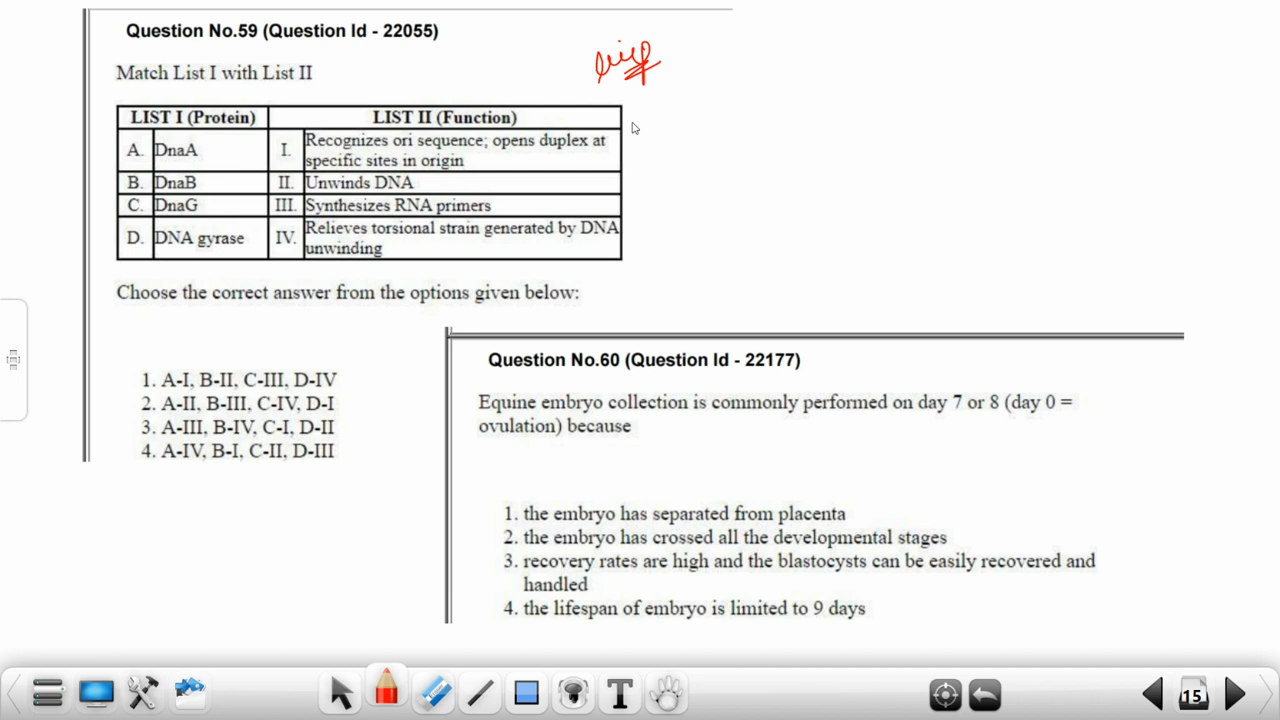 Question No.59 (Question Id - 22055)
Match List I with List II
LIST I (Protein) LIST II (Function)
A. DnaA I. Recognizes ori sequence; opens duplex at specific sites in origin
B. DnaB II. Unwinds DNA
C. DnaG III. Synthesizes RNA primers
D. DNA gyrase IV. Relieves torsional strain generated by DNA unwinding
Choose the correct answer from the options given below:
1. A-I, B-II, C-III, D-IV
2. A-II, B-III, C-IV, D-I
3. A-III, B-IV, C-I, D-II
4. A-IV, B-I, C-II, D-III
Question No.60 (Question Id - 22177)
Equine embryo collection is commonly performed on day 7 or 8 (day 0 =
ovulation) because
1. the embryo has separated from placenta
2. the embryo has crossed all the developmental stages
3. recovery rates are high and the blastocysts can be easily recovered and
handled
4. the lifespan of embryo is limited to 9 days
15